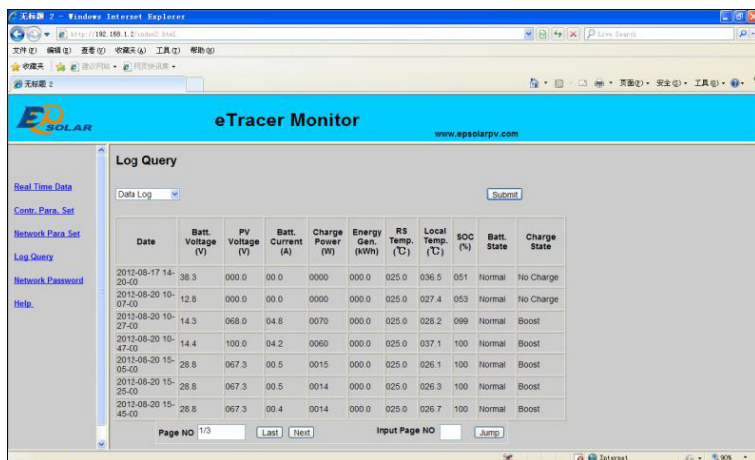 无标题 2 - Windows Internet Explorer
http://192.168.1.2/index2.html
Live Search
文件(F) 编辑(E) 查看(V) 收藏夹(A) 工具(T) 帮助(H)
收藏夹 建议网站 网页快讯库
无标题 2
页面(P) 安全(S) 工具(O)
EP SOLAR
eTracer Monitor
www.epsolarpv.com
Real Time Data
Contr. Para. Set
Network Para Set
Log Query
Network Password
Help.
Log Query
Data Log Submit
Date Batt. Voltage (V) PV Voltage (V) Batt. Current (A) Charge Power (W) Energy Gen. (kWh) RS Temp. (℃) Local Temp. (℃) SOC (%) Batt. State Charge State
2012-08-17 14-20-00 38.3 000.0 00.0 0000 000.0 025.0 036.5 051 Normal No Charge
2012-08-20 10-07-00 12.8 000.0 00.0 0000 000.0 025.0 027.4 053 Normal No Charge
2012-08-20 10-27-00 14.3 068.0 04.8 0070 000.0 025.0 028.2 099 Normal Boost
2012-08-20 10-47-00 14.4 100.0 04.2 0060 000.0 025.0 037.1 100 Normal Boost
2012-08-20 15-05-00 28.8 067.3 00.5 0015 000.0 025.0 026.1 100 Normal Boost
2012-08-20 15-25-00 28.8 067.3 00.5 0014 000.0 025.0 026.3 100 Normal Boost
2012-08-20 15-45-00 28.8 067.3 00.4 0014 000.0 025.0 026.7 100 Normal Boost
Page NO 1/3 Last Next Input Page NO Jump
Internet 90%